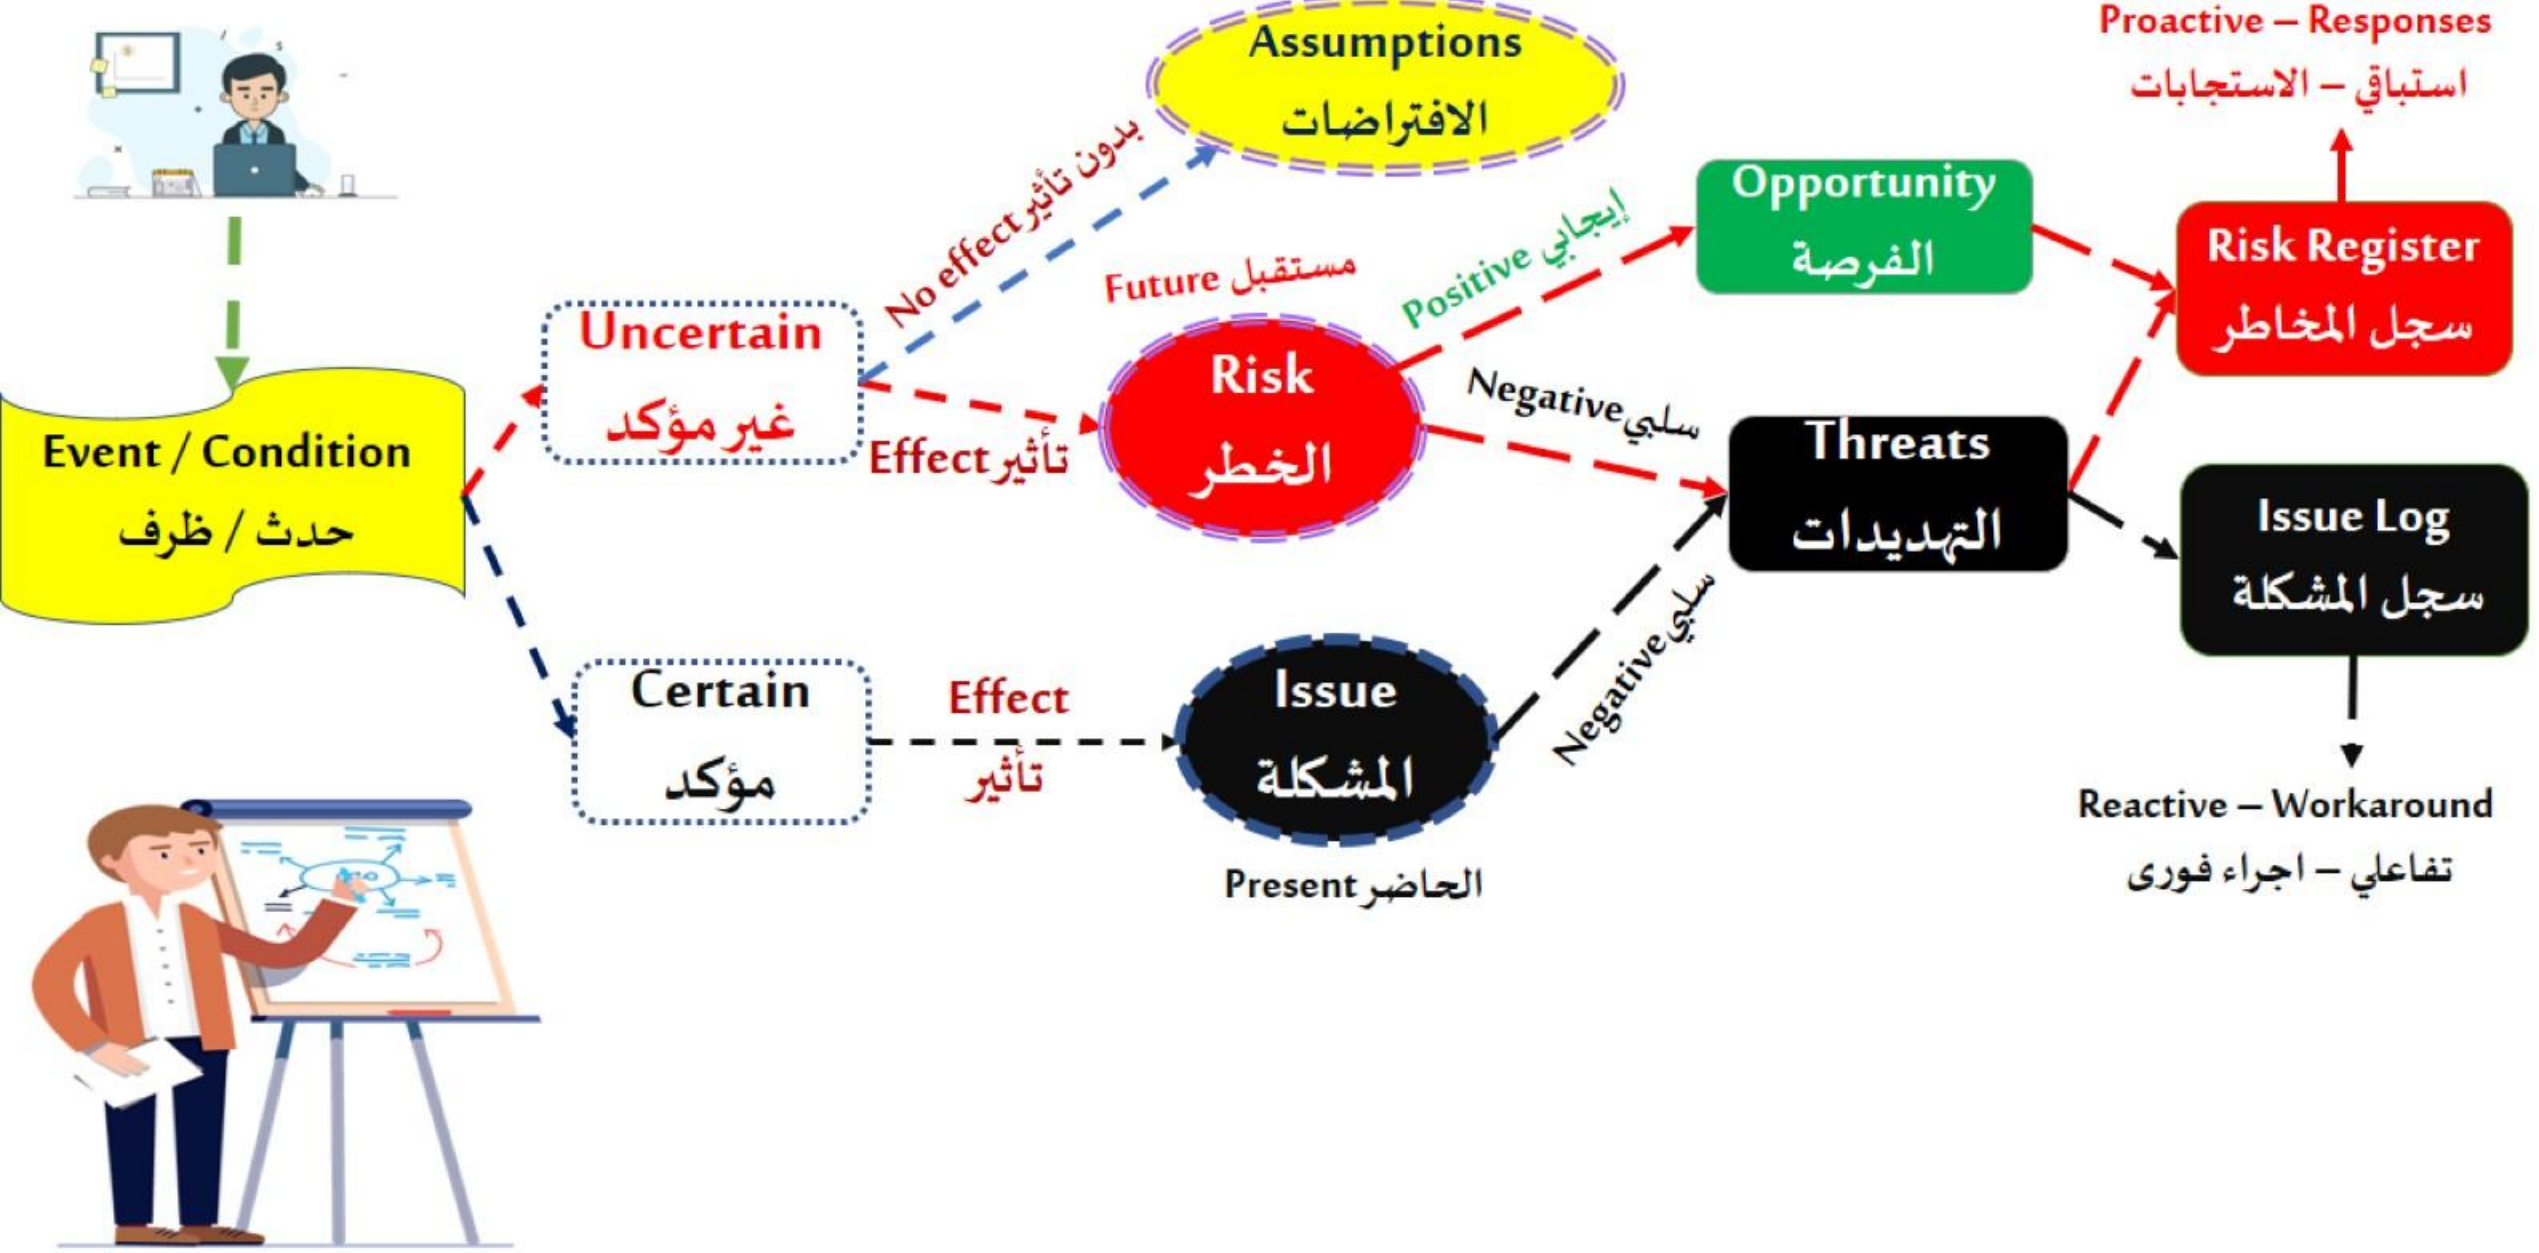 Proactive – Responses
استباقي – الاستجابات
Assumptions
الافتراضات
No effect بدون تأثير
Opportunity
الفرصة
Positive إيجابي
Future مستقبل
Risk Register
سجل المخاطر
Uncertain
غير مؤكد
Effect تأثير
Risk
الخطر
Negative سلبي
Threats
التهديدات
Event / Condition
حدث / ظرف
Issue Log
سجل المشكلة
Certain
مؤكد
Effect
تأثير
Issue
المشكلة
Negative سلبي
Present الحاضر
Reactive – Workaround
تفاعلي – اجراء فورى